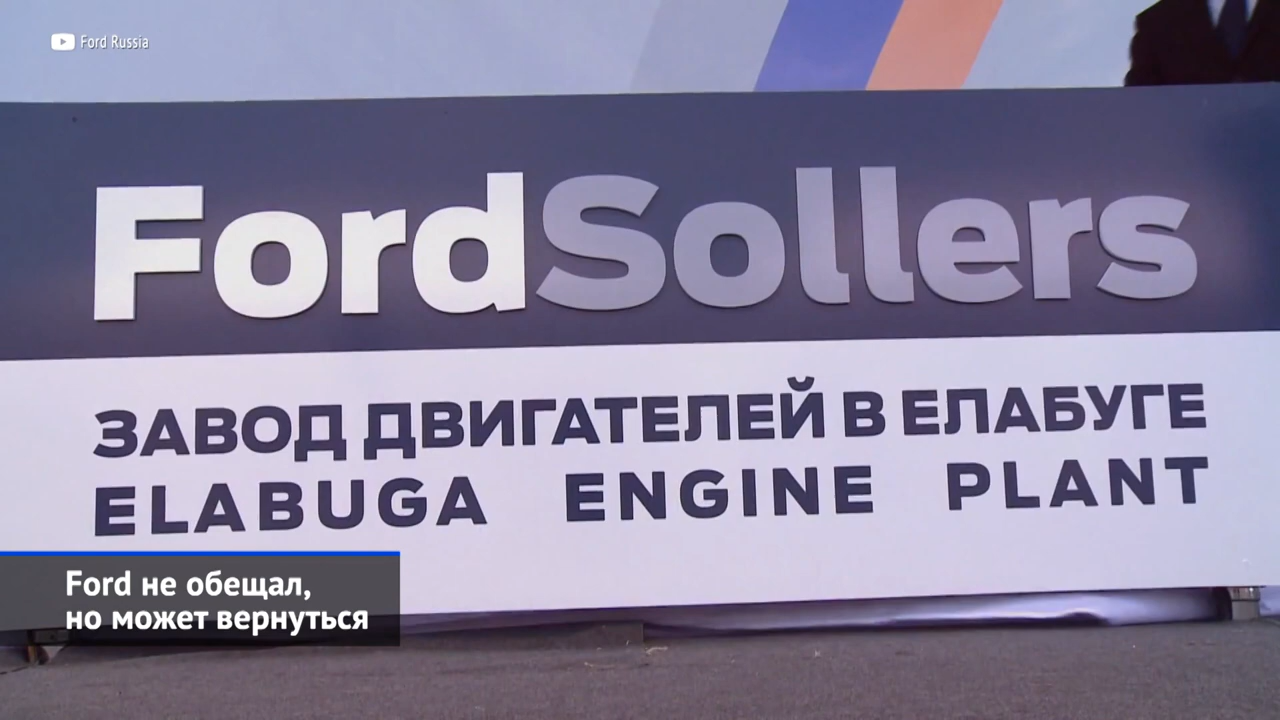 Ford Russia
FordSollers
ЗАВОД ДВИГАТЕЛЕЙ В ЕЛАБУГЕ
ELABUGA ENGINE PLANT
Ford не обещал,
но может вернуться